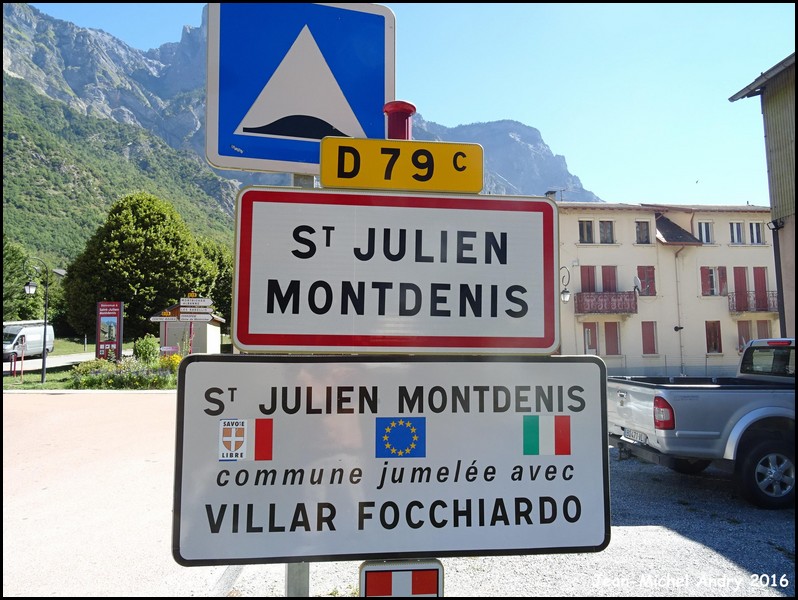 D 79 C
ST JULIEN
MONTDENIS
ST JULIEN MONTDENIS
SAVOIE
LIBRE
commune jumelée avec
VILLAR FOCCHIARDO
Jean-Michel Andry 2016